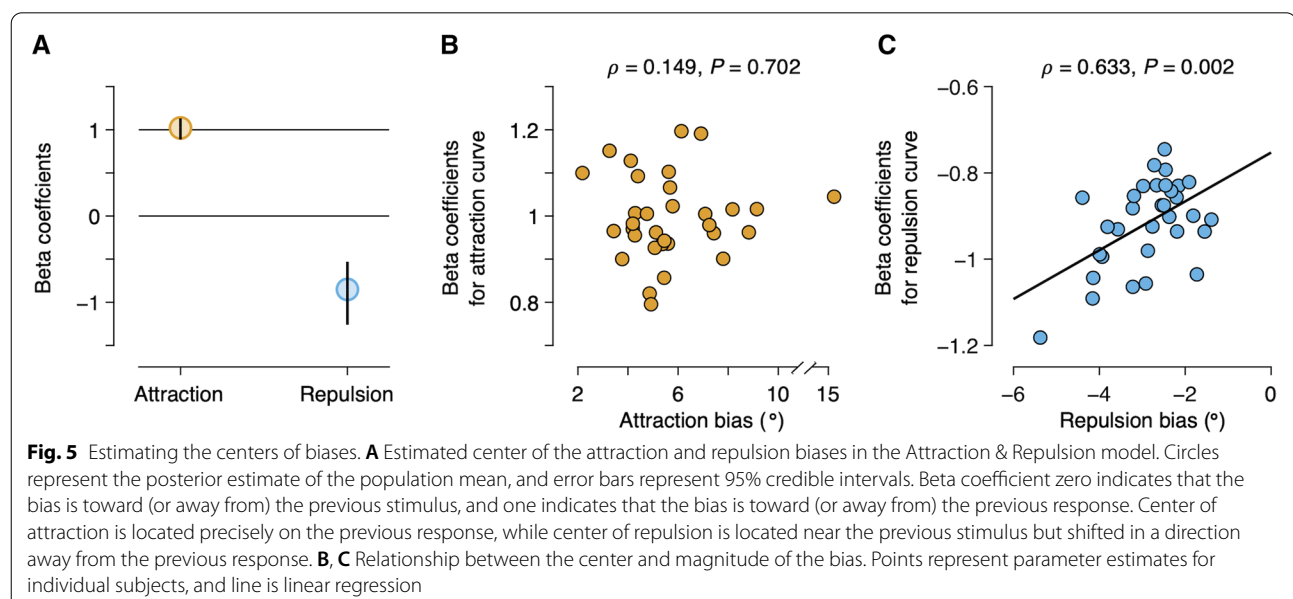 A
B
C
ρ = 0.149, P = 0.702
ρ = 0.633, P = 0.002
Beta coefficients
1
0
−1
Attraction
Repulsion
Beta coefficients
for attraction curve
1.2
1
0.8
2
6
10
15
Attraction bias (°)
Beta coefficients
for repulsion curve
−0.6
−0.8
−1
−1.2
−6
−4
−2
0
Repulsion bias (°)
Fig. 5 Estimating the centers of biases. A Estimated center of the attraction and repulsion biases in the Attraction & Repulsion model. Circles
represent the posterior estimate of the population mean, and error bars represent 95% credible intervals. Beta coefficient zero indicates that the
bias is toward (or away from) the previous stimulus, and one indicates that the bias is toward (or away from) the previous response. Center of
attraction is located precisely on the previous response, while center of repulsion is located near the previous stimulus but shifted in a direction
away from the previous response. B, C Relationship between the center and magnitude of the bias. Points represent parameter estimates for
individual subjects, and line is linear regression